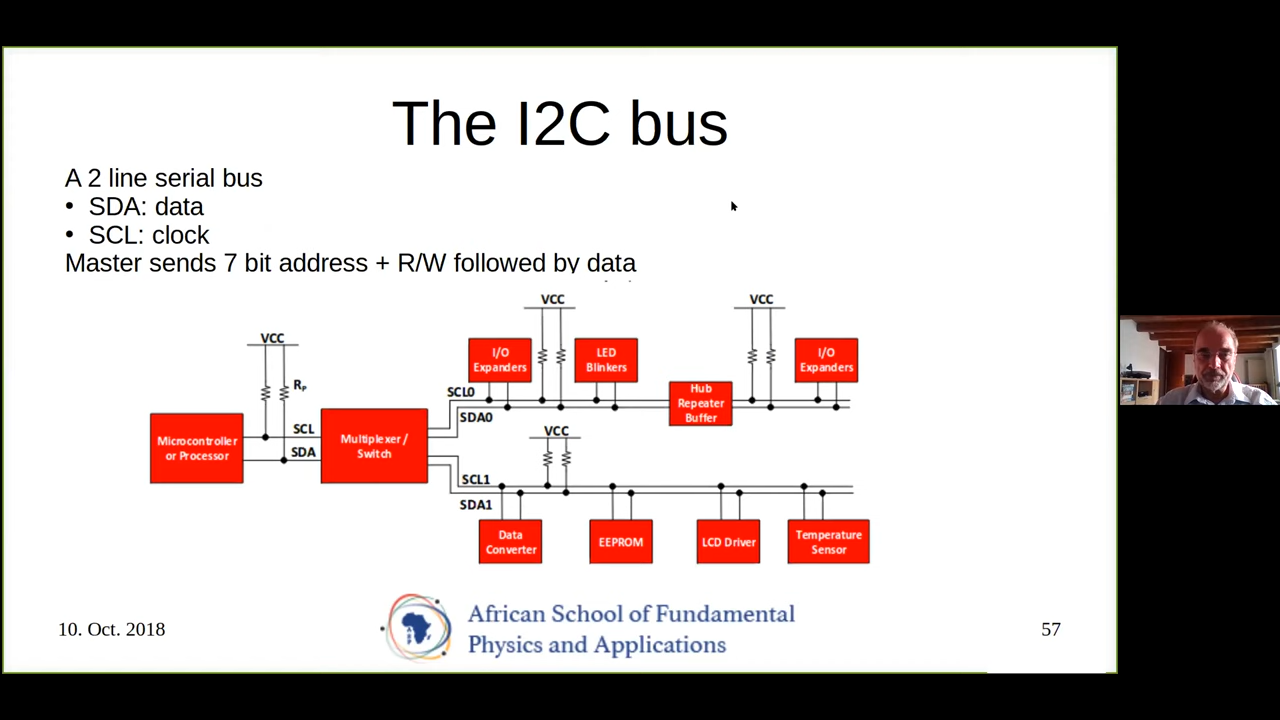 The I2C bus
A 2 line serial bus
• SDA: data
• SCL: clock
Master sends 7 bit address + R/W followed by data
VCC
VCC
VCC
RP
I/O
Expanders
LED
Blinkers
I/O
Expanders
Hub
Repeater
Buffer
SCL0
SDA0
VCC
SCL
SDA
Microcontroller
or Processor
Multiplexer /
Switch
SCL1
SDA1
Data
Converter
EEPROM
LCD Driver
Temperature
Sensor
10. Oct. 2018
African School of Fundamental
Physics and Applications
57